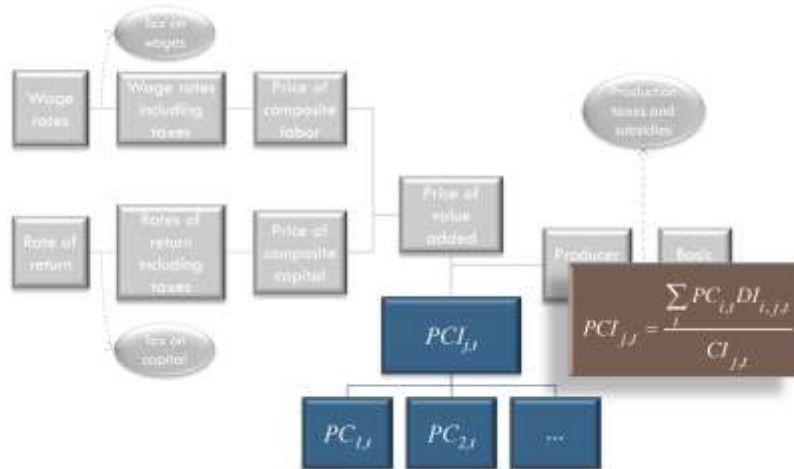 Tax on
wages
Wage
rates
Wage rates
including
taxes
Price of
composite
labor
Production
taxes and
subsidies
Price of
value
added
Rate of
return
Rates of
return
including
taxes
Price of
composite
capital
Producer
Basic
Tax on
capital
PCI_{j,t}
PCI_{j,t} = \frac{\sum_i PC_{i,t} DI_{i,j,t}}{CI_{j,t}}
PC_{1,t}
PC_{2,t}
...